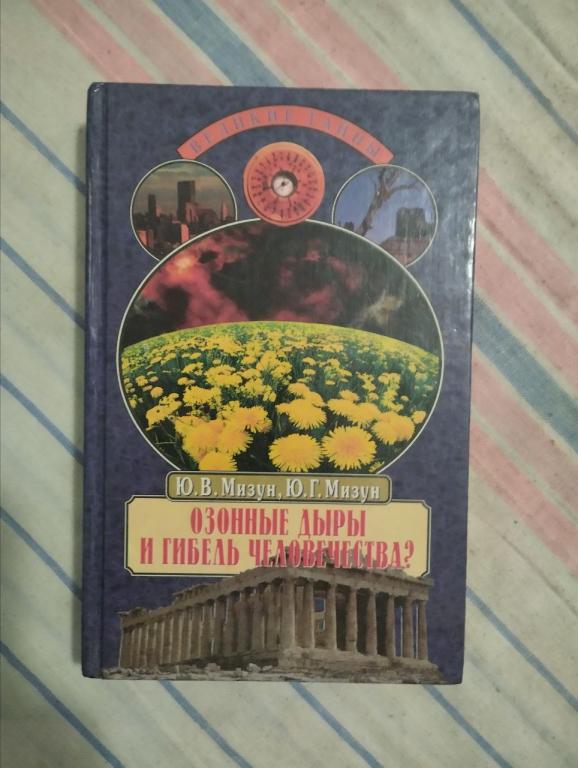 ВЕЛИКИЕ ТАЙНЫ
Ю. В. Мизун, Ю. Г. Мизун
ОЗОННЫЕ ДЫРЫ
И ГИБЕЛЬ ЧЕЛОВЕЧЕСТВА?